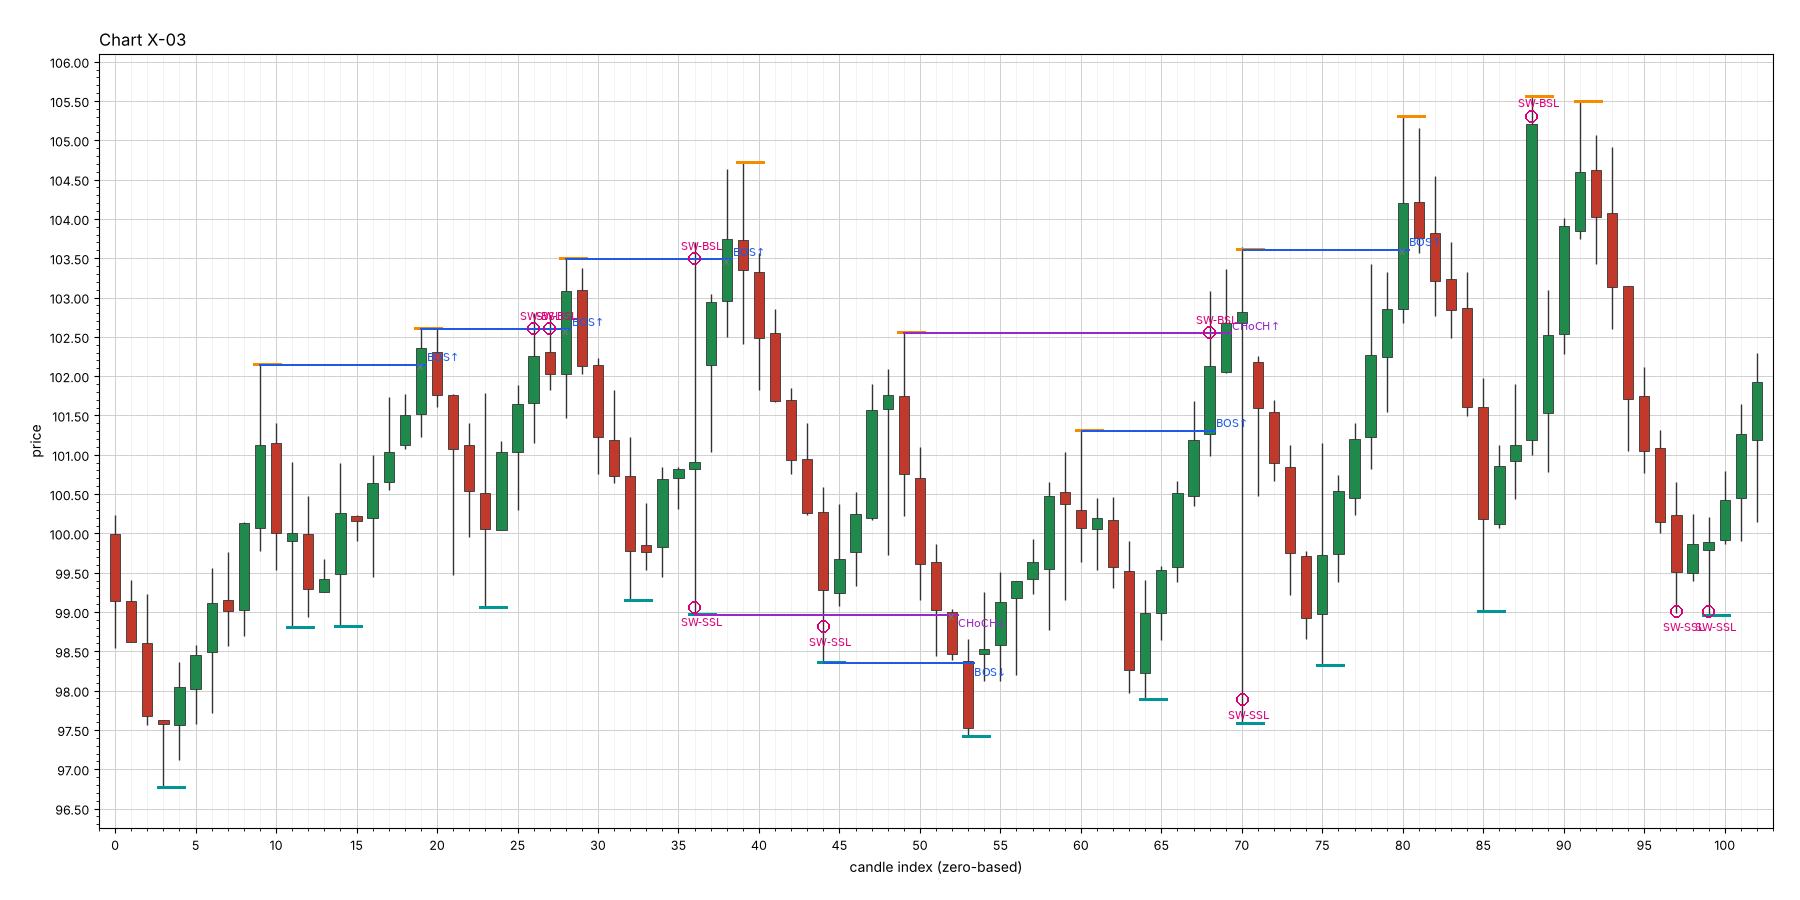 Chart X-03
106.00
105.50
105.00
104.50
104.00
103.50
103.00
102.50
102.00
101.50
101.00
100.50
100.00
99.50
99.00
98.50
98.00
97.50
97.00
96.50
price
SW-BSL
BOS↑
SW-BSL
BOS↑
SW-BSL
SW-BSL
BOS↑
SW-BSL
CHoCH↑
BOS↑
BOS↑
SW-SSL
CHoCH↓
SW-SSL
SW-SSL
SW-SSL
BOS↓
SW-SSL
0 5 10 15 20 25 30 35 40 45 50 55 60 65 70 75 80 85 90 95 100
candle index (zero-based)